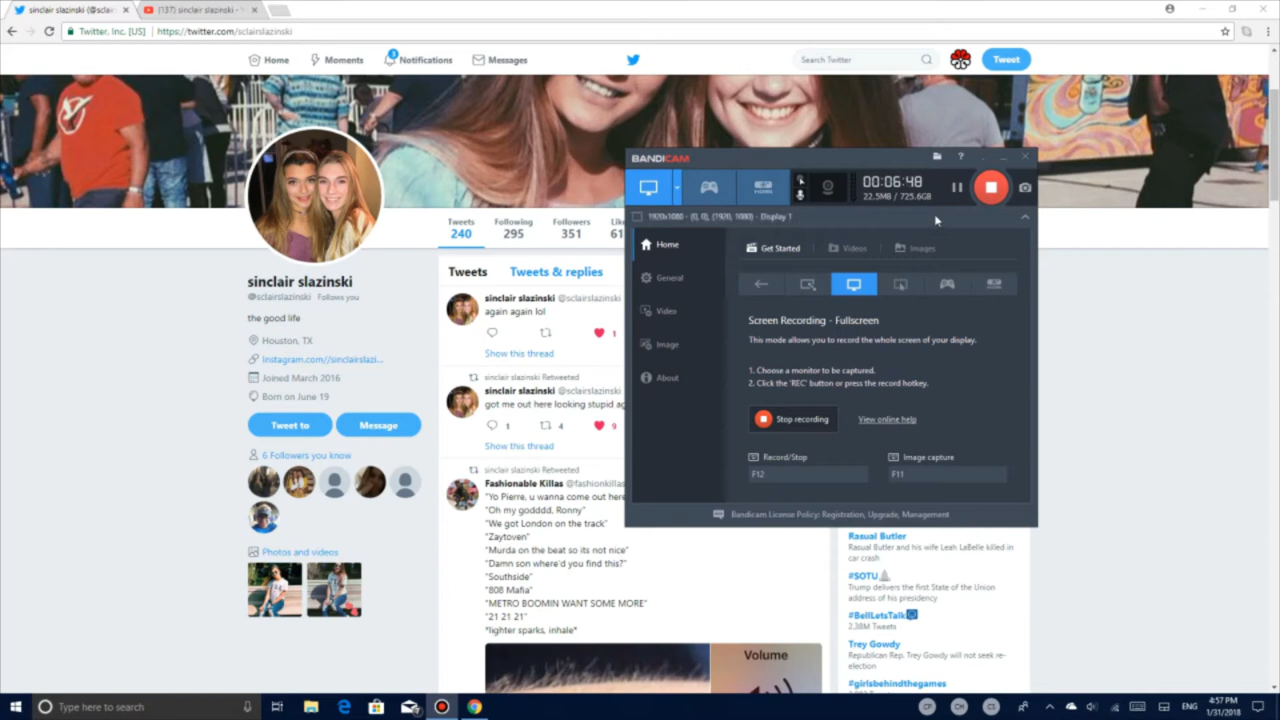 sinclair slazinski (@sclai
(137) sinclair slazinski -
Twitter, Inc. [US]
https://twitter.com/sclairslazinski
Home
Moments
3
Notifications
Messages
Search Twitter
Tweet
Tweets
240
Following
295
Followers
351
Lik
61
sinclair slazinski
@sclairslazinski Follows you
the good life
Houston, TX
Instagram.com//sinclairslazi...
Joined March 2016
Born on June 19
Tweet to
Message
6 Followers you know
Photos and videos
Tweets
Tweets & replies
sinclair slazinski @sclairslazinski
again again lol
1
Show this thread
sinclair slazinski Retweeted
sinclair slazinski @sclairslazinski
got me out here looking stupid ag
1
4
9
Show this thread
sinclair slazinski Retweeted
Fashionable Killas @fashionkillas
"Yo Pierre, u wanna come out here
"Oh my godddd, Ronny"
"We got London on the track"
"Zaytoven"
"Murda on the beat so its not nice"
"Damn son where'd you find this?"
"Southside"
"808 Mafia"
"METRO BOOMIN WANT SOME MORE"
"21 21 21"
*lighter sparks, inhale*
Volume
BANDICAM
?
HDMI
00:06:48
22.5MB / 725.6GB
1920x1080 - (0, 0), (1920, 1080) - Display 1
Home
General
Video
Image
About
Get Started
Videos
Images
Screen Recording - Fullscreen
This mode allows you to record the whole screen of your display.
1. Choose a monitor to be captured.
2. Click the 'REC' button or press the record hotkey.
Stop recording
View online help
Record/Stop
F12
Image capture
F11
Bandicam License Policy: Registration, Upgrade, Management
Rasual Butler
Rasual Butler and his wife Leah LaBelle killed in
car crash
#SOTU
Trump delivers the first State of the Union
address of his presidency
#BellLetsTalk
2.38M Tweets
Trey Gowdy
Republican Rep. Trey Gowdy will not seek re-
election
#girlsbehindthegames
Type here to search
CP
CH
CS
ENG
4:57 PM
1/31/2018